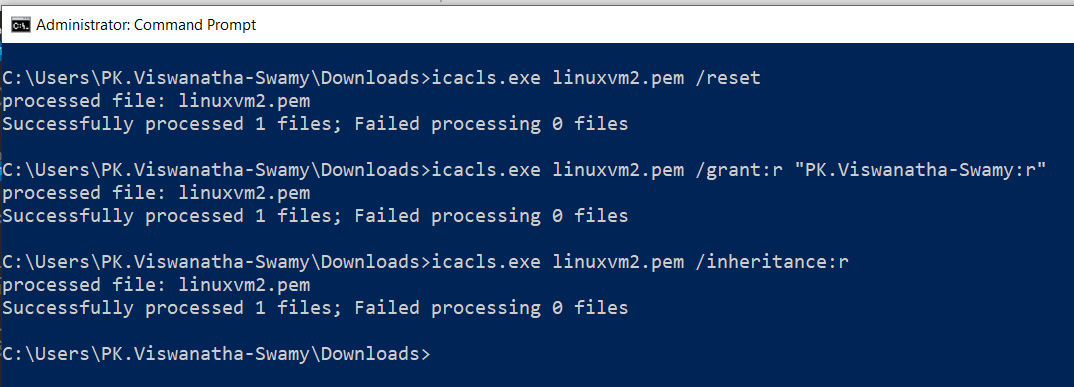 Administrator: Command Prompt
C:\Users\PK.Viswanatha-Swamy\Downloads>icacls.exe linuxvm2.pem /reset
processed file: linuxvm2.pem
Successfully processed 1 files; Failed processing 0 files
C:\Users\PK.Viswanatha-Swamy\Downloads>icacls.exe linuxvm2.pem /grant:r "PK.Viswanatha-Swamy:r"
processed file: linuxvm2.pem
Successfully processed 1 files; Failed processing 0 files
C:\Users\PK.Viswanatha-Swamy\Downloads>icacls.exe linuxvm2.pem /inheritance:r
processed file: linuxvm2.pem
Successfully processed 1 files; Failed processing 0 files
C:\Users\PK.Viswanatha-Swamy\Downloads>